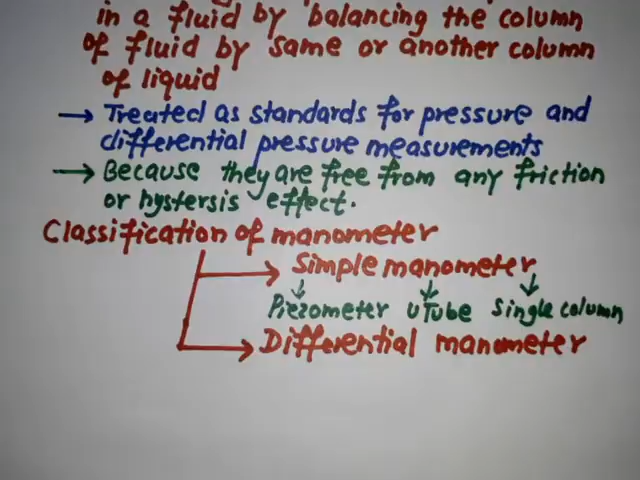 in a fluid by balancing the column
of fluid by same or another column
of liquid
→ Treated as standards for pressure and
differential pressure measurements
→ Because they are free from any friction
or hystersis effect.
Classification of manometer
Simple manometer
Piezometer uTube Single column
Differential manometer